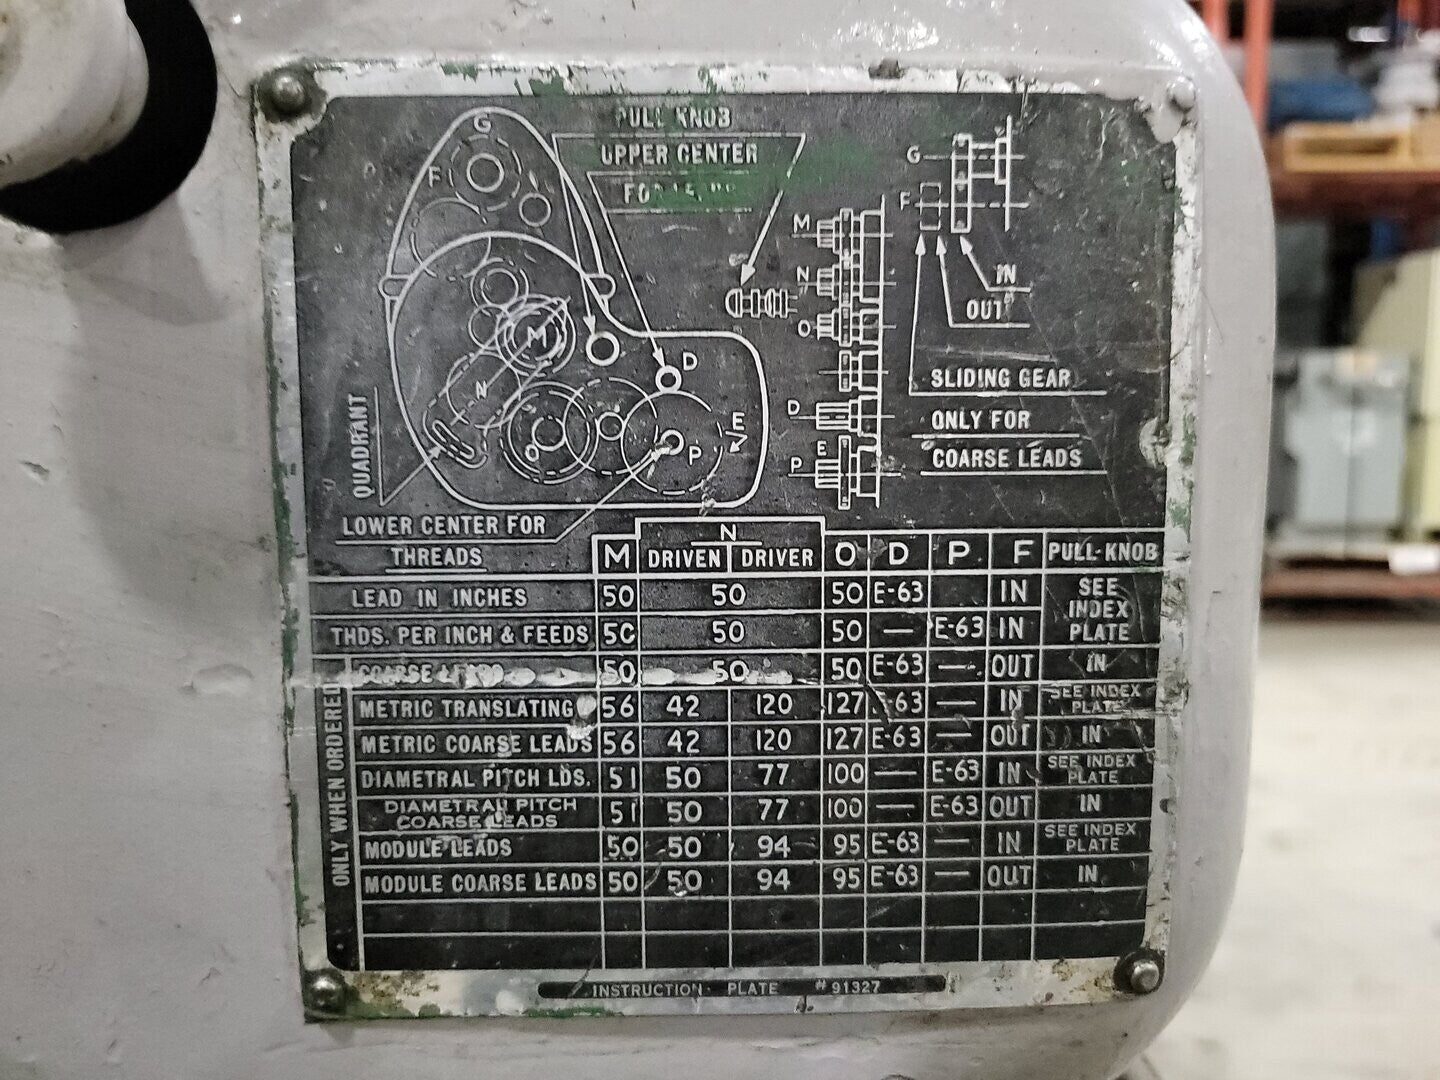 PULL KNOB
UPPER CENTER
G
F
G
F
M
N
O
D
E
P
IN
OUT
SLIDING GEAR
ONLY FOR
COARSE LEADS
M
N
O
D
E
P
QUADRANT
LOWER CENTER FOR
THREADS
M N DRIVEN DRIVER O D P F PULL-KNOB
LEAD IN INCHES 50 50 50 E-63 IN SEE INDEX PLATE
THDS. PER INCH & FEEDS 50 50 50 — E-63 IN
ONLY WHEN ORDERED
COARSE LEADS 50 50 50 E-63 — OUT IN
METRIC TRANSLATING 56 42 120 127 E-63 — IN SEE INDEX PLATE
METRIC COARSE LEADS 56 42 120 127 E-63 — OUT IN
DIAMETRAL PITCH LDS. 51 50 77 100 — E-63 IN SEE INDEX PLATE
DIAMETRAL PITCH COARSE LEADS 51 50 77 100 — E-63 OUT IN
MODULE LEADS 50 50 94 95 E-63 — IN SEE INDEX PLATE
MODULE COARSE LEADS 50 50 94 95 E-63 — OUT IN
INSTRUCTION PLATE #91327